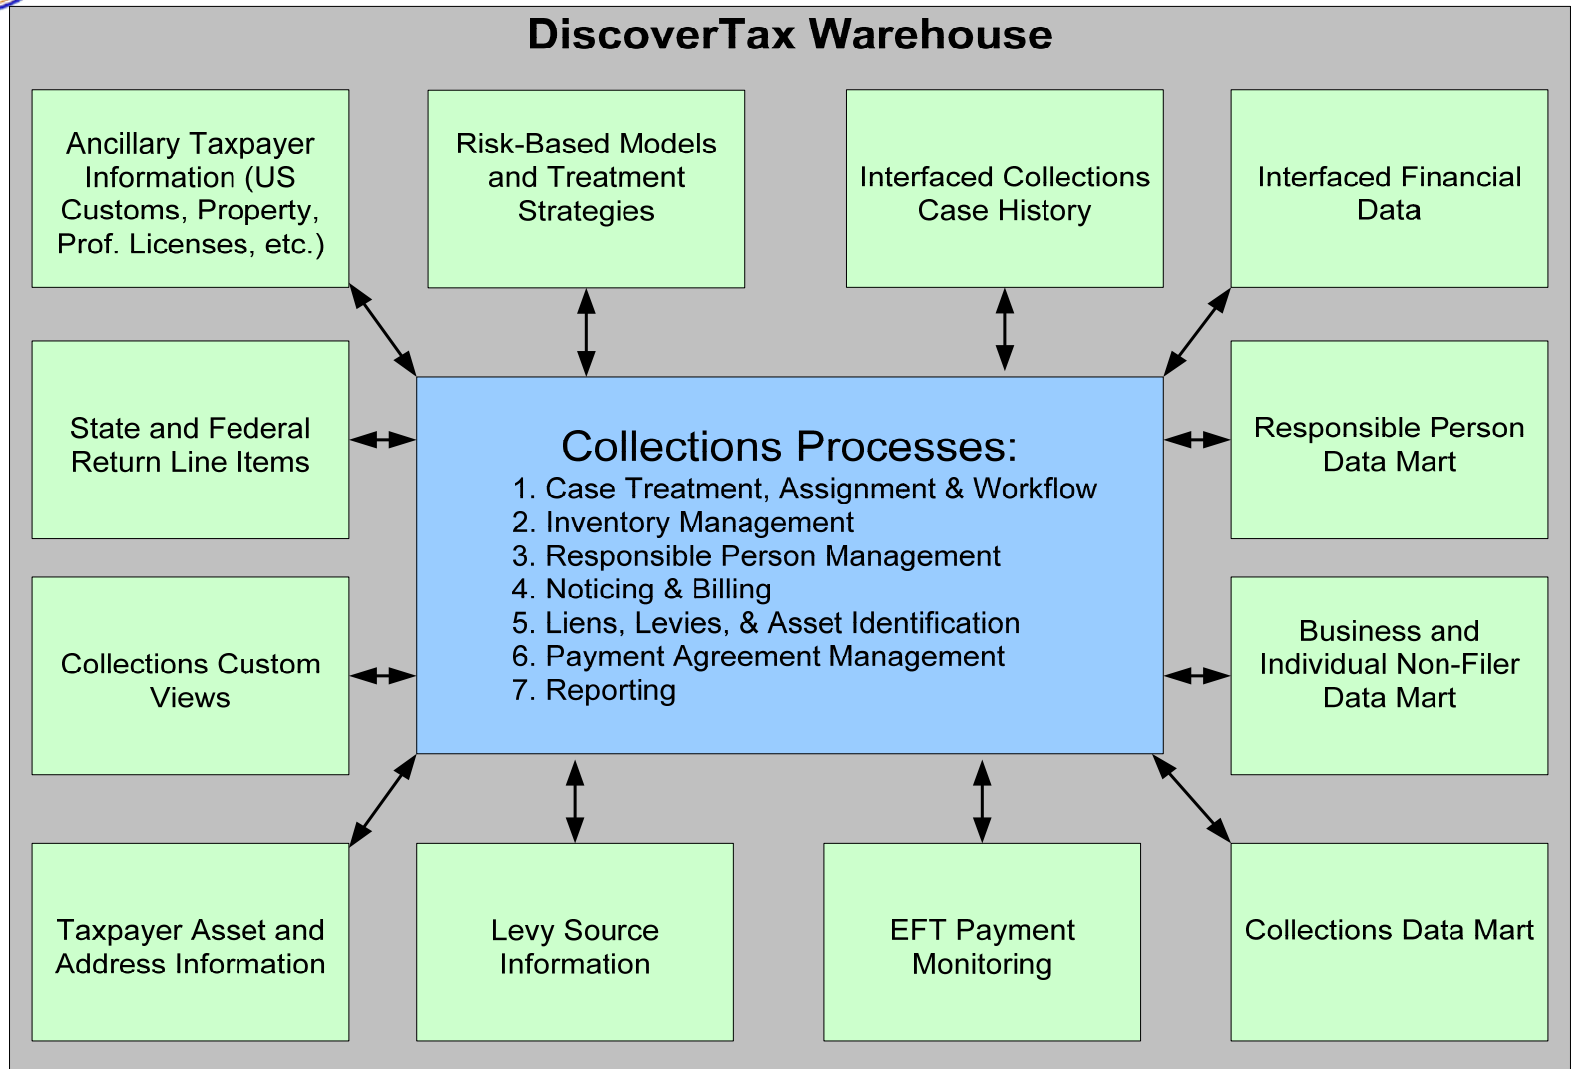 DiscoverTax Warehouse
Ancillary Taxpayer
Information (US
Customs, Property,
Prof. Licenses, etc.)
Risk-Based Models
and Treatment
Strategies
Interfaced Collections
Case History
Interfaced Financial
Data
State and Federal
Return Line Items
Collections Processes:
1. Case Treatment, Assignment & Workflow
2. Inventory Management
3. Responsible Person Management
4. Noticing & Billing
5. Liens, Levies, & Asset Identification
6. Payment Agreement Management
7. Reporting
Responsible Person
Data Mart
Collections Custom
Views
Business and
Individual Non-Filer
Data Mart
Taxpayer Asset and
Address Information
Levy Source
Information
EFT Payment
Monitoring
Collections Data Mart